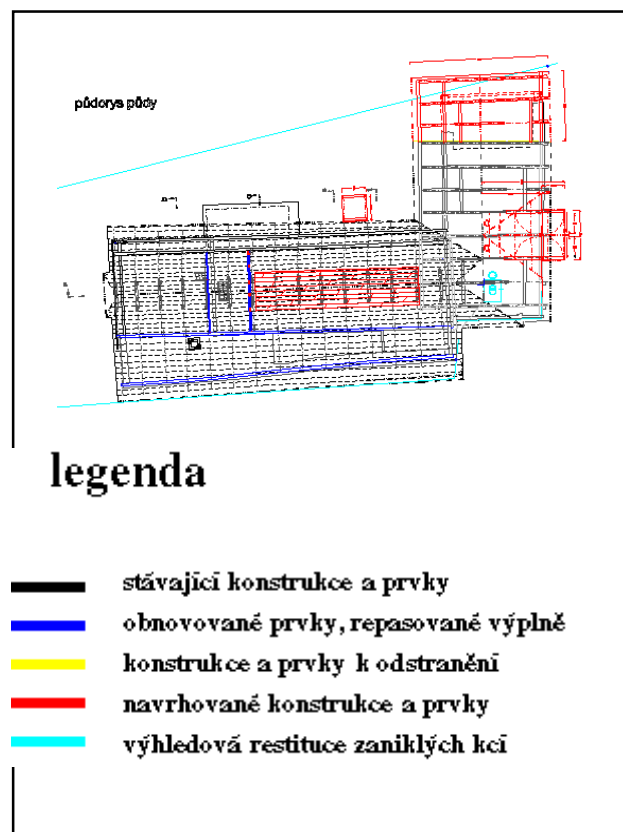 půdorys půdy
legenda
stávající konstrukce a prvky
obnovované prvky, repasované výplně
konstrukce a prvky k odstranění
navrhované konstrukce a prvky
výhledová restituce zaniklých kcí